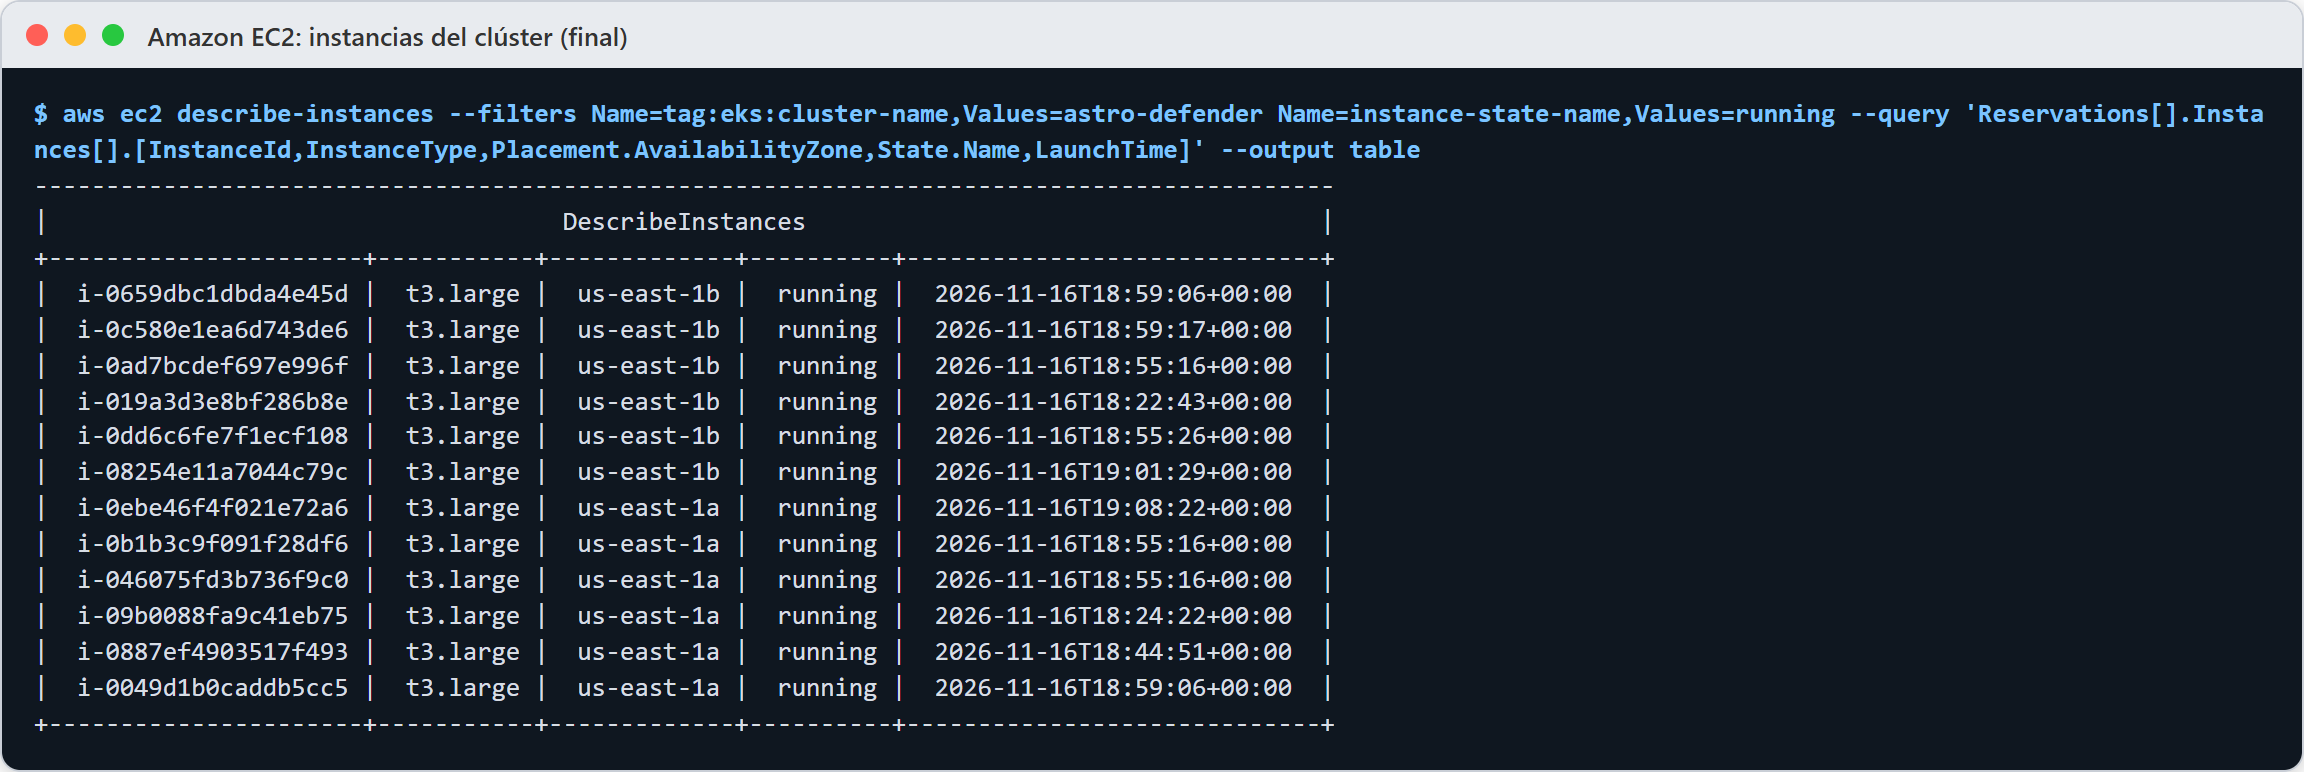 Amazon EC2: instancias del clúster (final)
$ aws ec2 describe-instances --filters Name=tag:eks:cluster-name,Values=astro-defender Name=instance-state-name,Values=running --query 'Reservations[].Insta
nces[].[InstanceId,InstanceType,Placement.AvailabilityZone,State.Name,LaunchTime]' --output table
-------------------------------------------------------------------------------------------
|                                    DescribeInstances                                    |
+----------------------+-----------+-------------+----------+-----------------------------+
|  i-0659dbc1dbda4e45d |  t3.large |  us-east-1b |  running |  2026-11-16T18:59:06+00:00  |
|  i-0c580e1ea6d743de6 |  t3.large |  us-east-1b |  running |  2026-11-16T18:59:17+00:00  |
|  i-0ad7bcdef697e996f |  t3.large |  us-east-1b |  running |  2026-11-16T18:55:16+00:00  |
|  i-019a3d3e8bf286b8e |  t3.large |  us-east-1b |  running |  2026-11-16T18:22:43+00:00  |
|  i-0dd6c6fe7f1ecf108 |  t3.large |  us-east-1b |  running |  2026-11-16T18:55:26+00:00  |
|  i-08254e11a7044c79c |  t3.large |  us-east-1b |  running |  2026-11-16T19:01:29+00:00  |
|  i-0ebe46f4f021e72a6 |  t3.large |  us-east-1a |  running |  2026-11-16T19:08:22+00:00  |
|  i-0b1b3c9f091f28df6 |  t3.large |  us-east-1a |  running |  2026-11-16T18:55:16+00:00  |
|  i-046075fd3b736f9c0 |  t3.large |  us-east-1a |  running |  2026-11-16T18:55:16+00:00  |
|  i-09b0088fa9c41eb75 |  t3.large |  us-east-1a |  running |  2026-11-16T18:24:22+00:00  |
|  i-0887ef4903517f493 |  t3.large |  us-east-1a |  running |  2026-11-16T18:44:51+00:00  |
|  i-0049d1b0caddb5cc5 |  t3.large |  us-east-1a |  running |  2026-11-16T18:59:06+00:00  |
+----------------------+-----------+-------------+----------+-----------------------------+